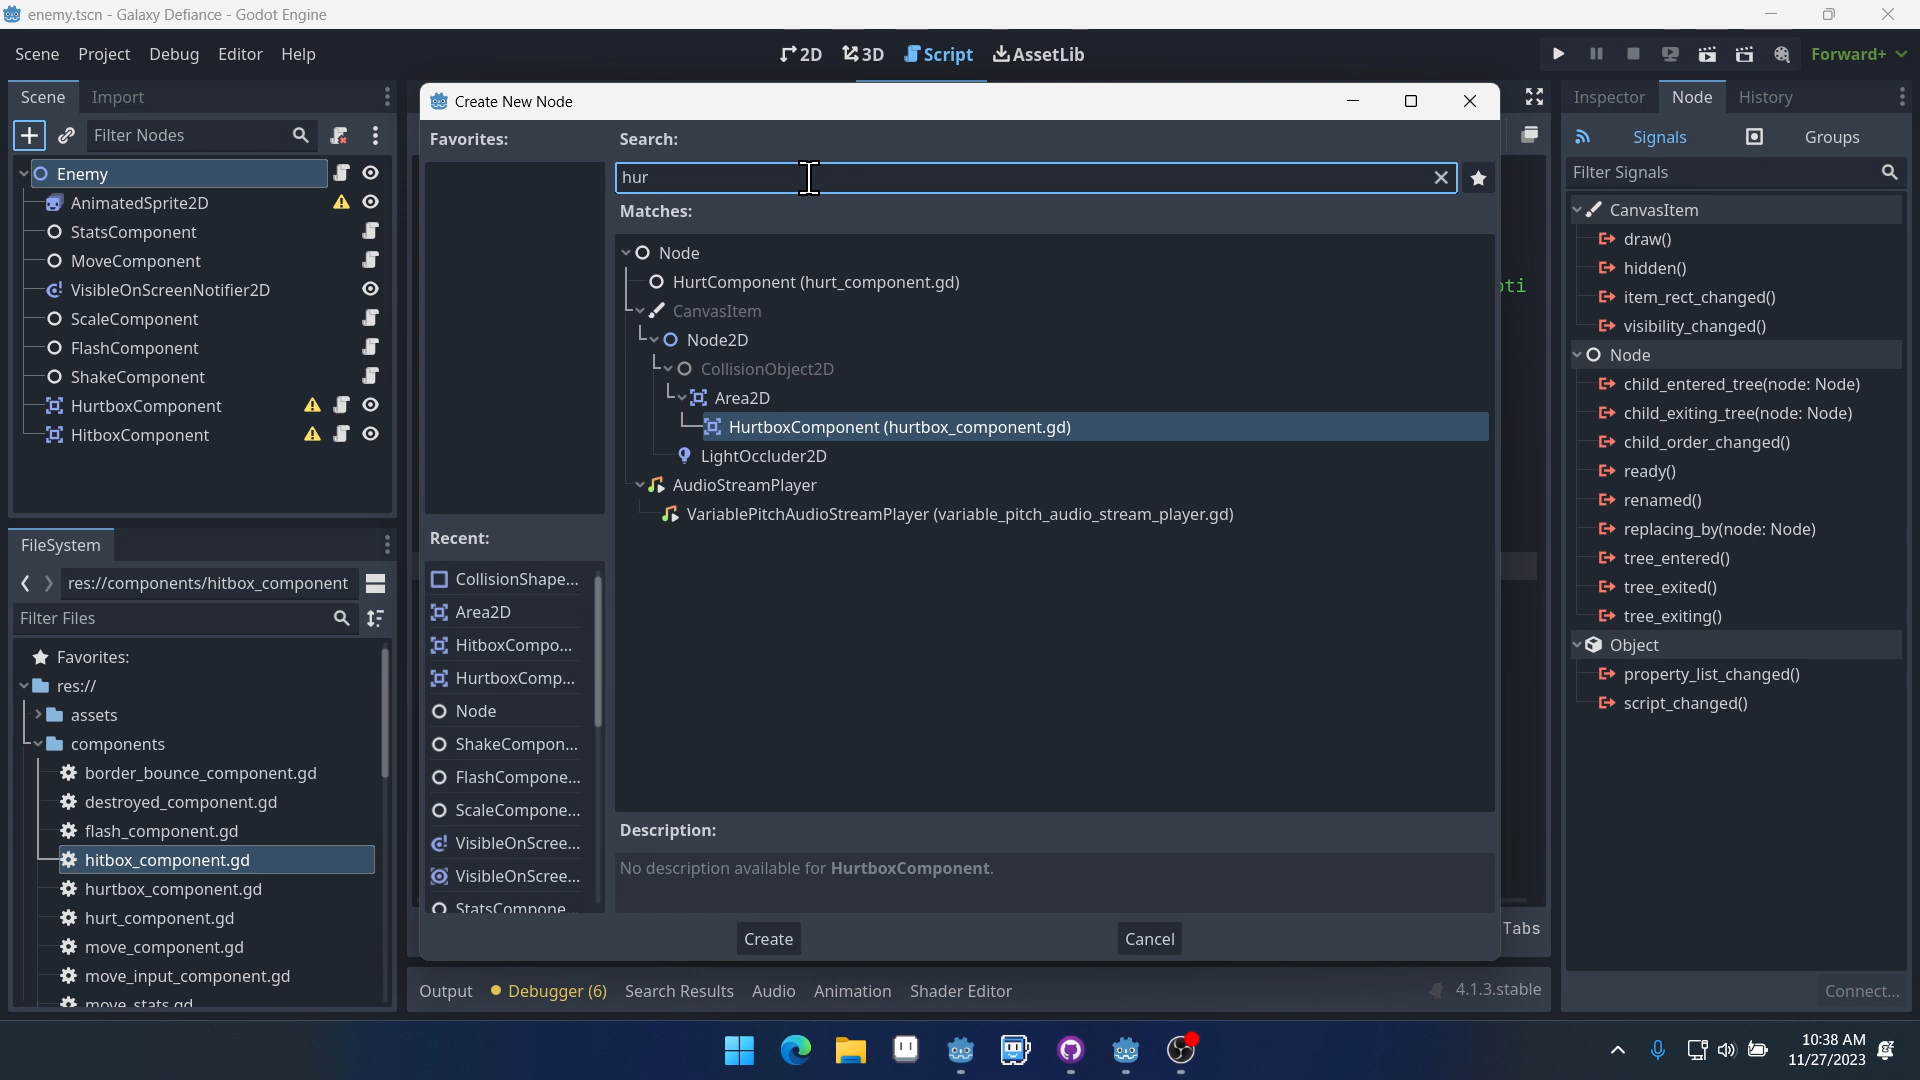 enemy.tscn - Galaxy Defiance - Godot Engine
Scene Project Debug Editor Help
2D 3D Script AssetLib
Forward+
Scene Import
Filter Nodes
Enemy
AnimatedSprite2D
StatsComponent
MoveComponent
VisibleOnScreenNotifier2D
ScaleComponent
FlashComponent
ShakeComponent
HurtboxComponent
HitboxComponent
FileSystem
res://components/hitbox_component
Filter Files
Favorites:
res://
assets
components
border_bounce_component.gd
destroyed_component.gd
flash_component.gd
hitbox_component.gd
hurtbox_component.gd
hurt_component.gd
move_component.gd
move_input_component.gd
move_stats.gd
Create New Node
Favorites:
Search:
hur
Matches:
Node
HurtComponent (hurt_component.gd)
CanvasItem
Node2D
CollisionObject2D
Area2D
HurtboxComponent (hurtbox_component.gd)
LightOccluder2D
AudioStreamPlayer
VariablePitchAudioStreamPlayer (variable_pitch_audio_stream_player.gd)
Recent:
CollisionShape...
Area2D
HitboxCompo...
HurtboxComp...
Node
ShakeCompon...
FlashCompone...
ScaleCompone...
VisibleOnScree...
VisibleOnScree...
StatsCompone...
Description:
No description available for HurtboxComponent.
Create Cancel
oti
Tabs
Output Debugger (6) Search Results Audio Animation Shader Editor
4.1.3.stable
Inspector Node History
Signals Groups
Filter Signals
CanvasItem
draw()
hidden()
item_rect_changed()
visibility_changed()
Node
child_entered_tree(node: Node)
child_exiting_tree(node: Node)
child_order_changed()
ready()
renamed()
replacing_by(node: Node)
tree_entered()
tree_exited()
tree_exiting()
Object
property_list_changed()
script_changed()
Connect...
10:38 AM
11/27/2023